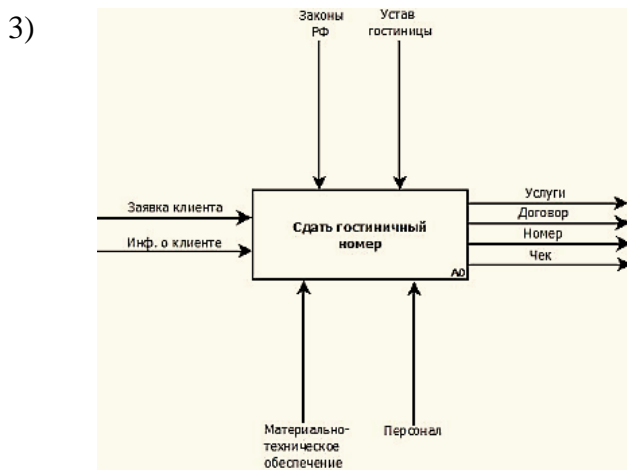 3)
Законы
РФ
Устав
гостиницы
Заявка клиента
Инф. о клиенте
Сдать гостиничный
номер
A0
Услуги
Договор
Номер
Чек
Материально-
техническое
обеспечение
Персонал